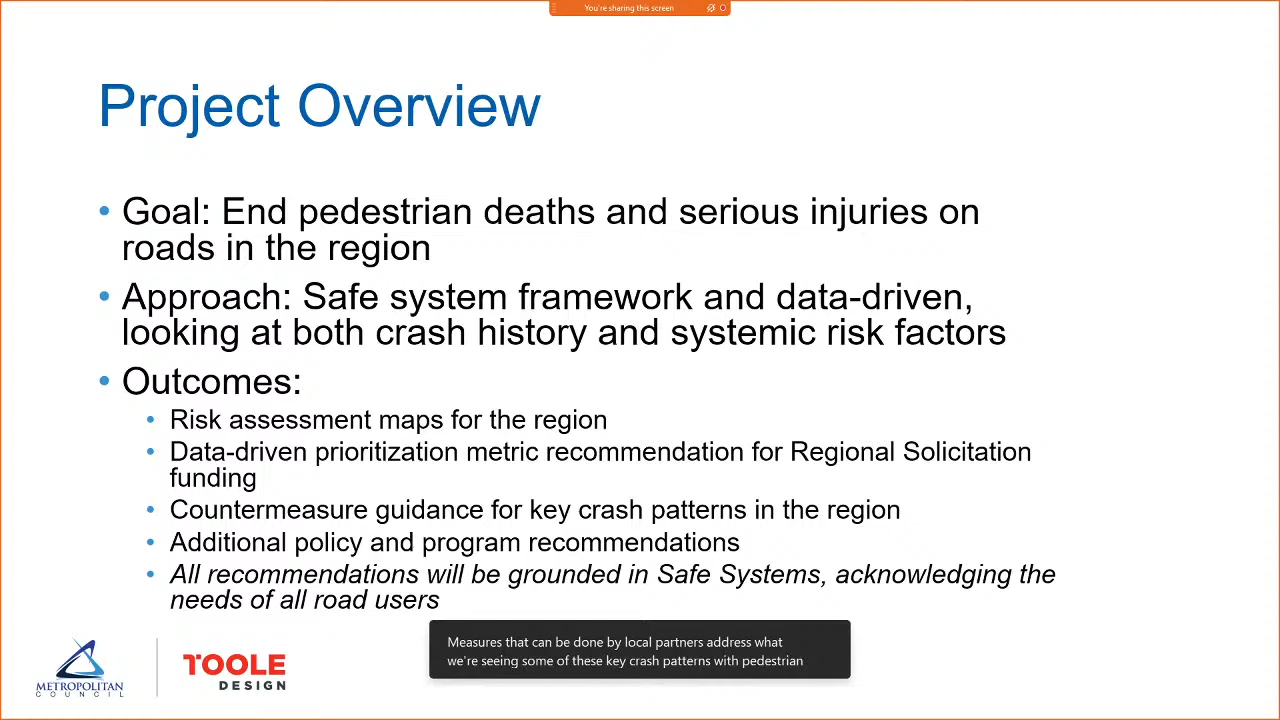 You're sharing this screen
Project Overview
• Goal: End pedestrian deaths and serious injuries on
roads in the region
• Approach: Safe system framework and data-driven,
looking at both crash history and systemic risk factors
• Outcomes:
• Risk assessment maps for the region
• Data-driven prioritization metric recommendation for Regional Solicitation
funding
• Countermeasure guidance for key crash patterns in the region
• Additional policy and program recommendations
• All recommendations will be grounded in Safe Systems, acknowledging the
needs of all road users
Measures that can be done by local partners address what
we're seeing some of these key crash patterns with pedestrian
METROPOLITAN
COUNCIL
TOOLE
DESIGN